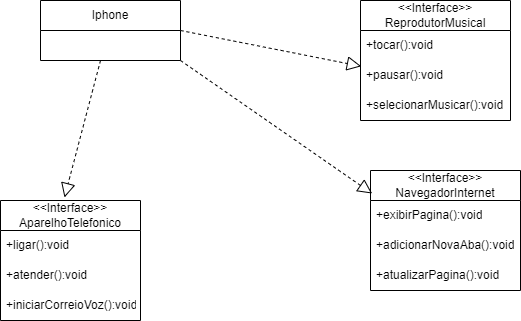 Iphone
<<Interface>>
ReprodutorMusical
+tocar():void
+pausar():void
+selecionarMusicar():void
<<Interface>>
NavegadorInternet
+exibirPagina():void
+adicionarNovaAba():void
+atualizarPagina():void
<<Interface>>
AparelhoTelefonico
+ligar():void
+atender():void
+iniciarCorreioVoz():void